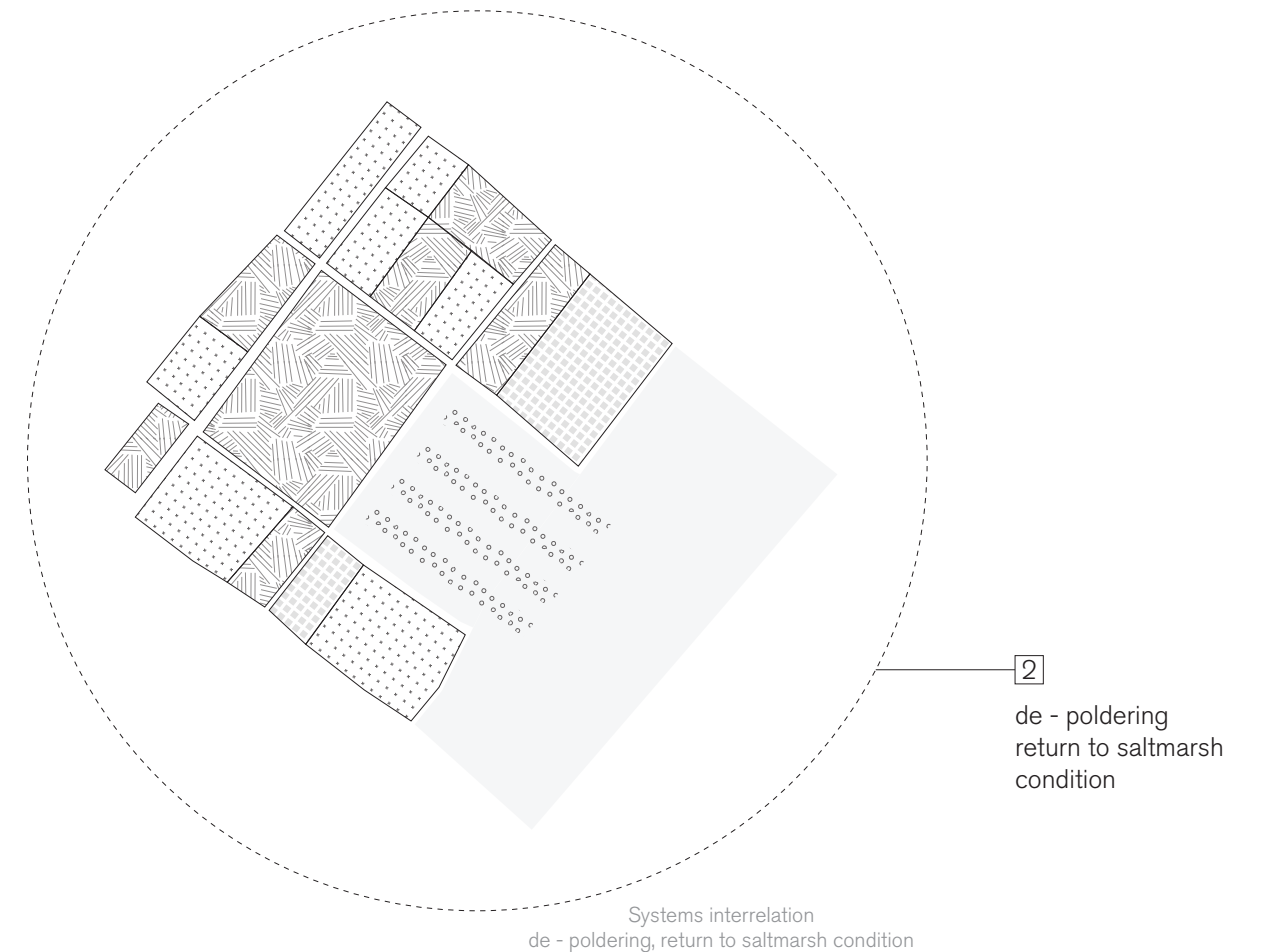 2
de - poldering
return to saltmarsh
condition
Systems interrelation
de - poldering, return to saltmarsh condition